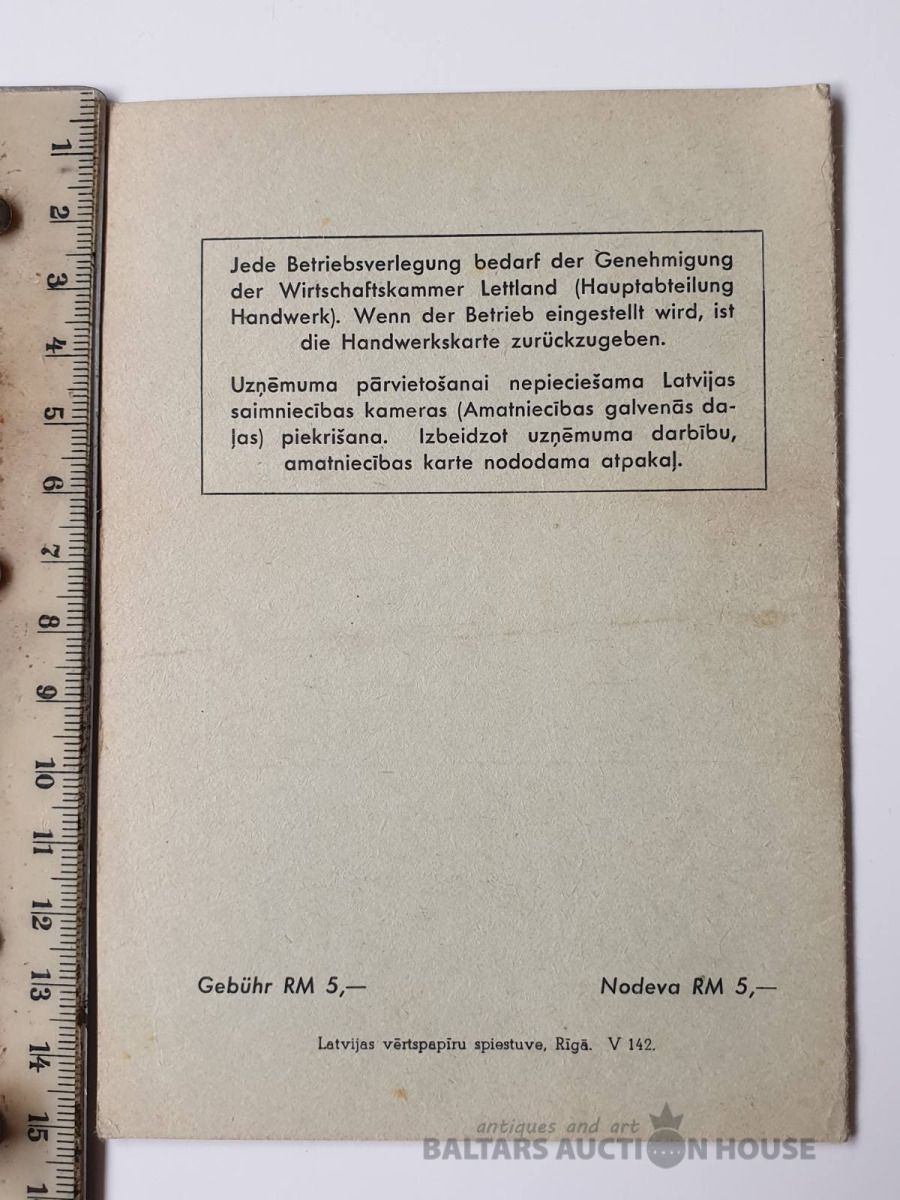 Jede Betriebsverlegung bedarf der Genehmigung
der Wirtschaftskammer Lettland (Hauptabteilung
Handwerk). Wenn der Betrieb eingestellt wird, ist
die Handwerkskarte zurückzugeben.
Uzņēmuma pārvietošanai nepieciešama Latvijas
saimniecības kameras (Amatniecības galvenās da-
ļas) piekrišana. Izbeidzot uzņēmuma darbību,
amatniecības karte nododama atpakaļ.
Gebühr RM 5,— Nodeva RM 5,—
Latvijas vērtspapīru spiestuve, Rīgā. V 142.
antiques and art
BALTARS AUCTION HOUSE
1
2
3
4
5
6
7
8
9
10
11
12
13
14
15